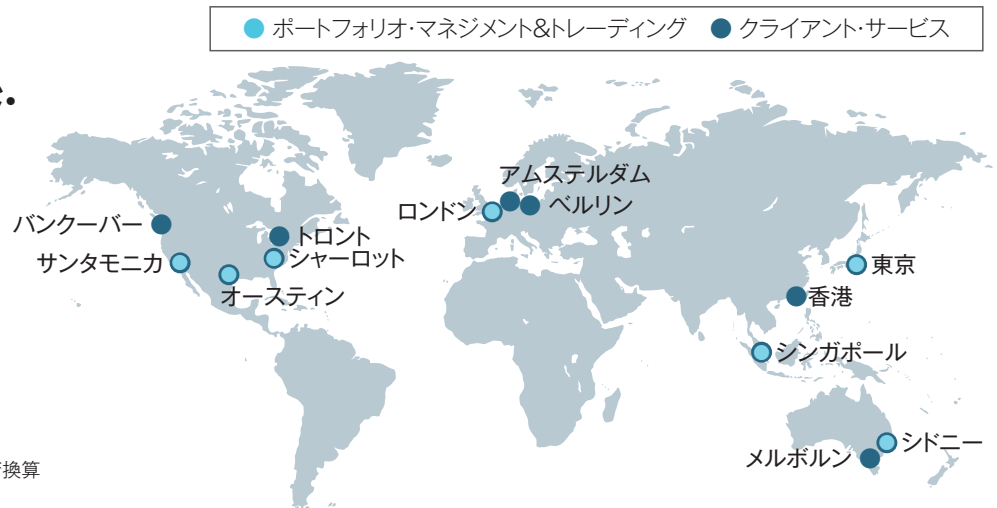 ポートフォリオ・マネジメント&トレーディング クライアント・サービス
アムステルダム
ロンドン
ベルリン
バンクーバー
トロント
サンタモニカ
シャーロット
オースティン
東京
香港
シンガポール
シドニー
メルボルン
換算